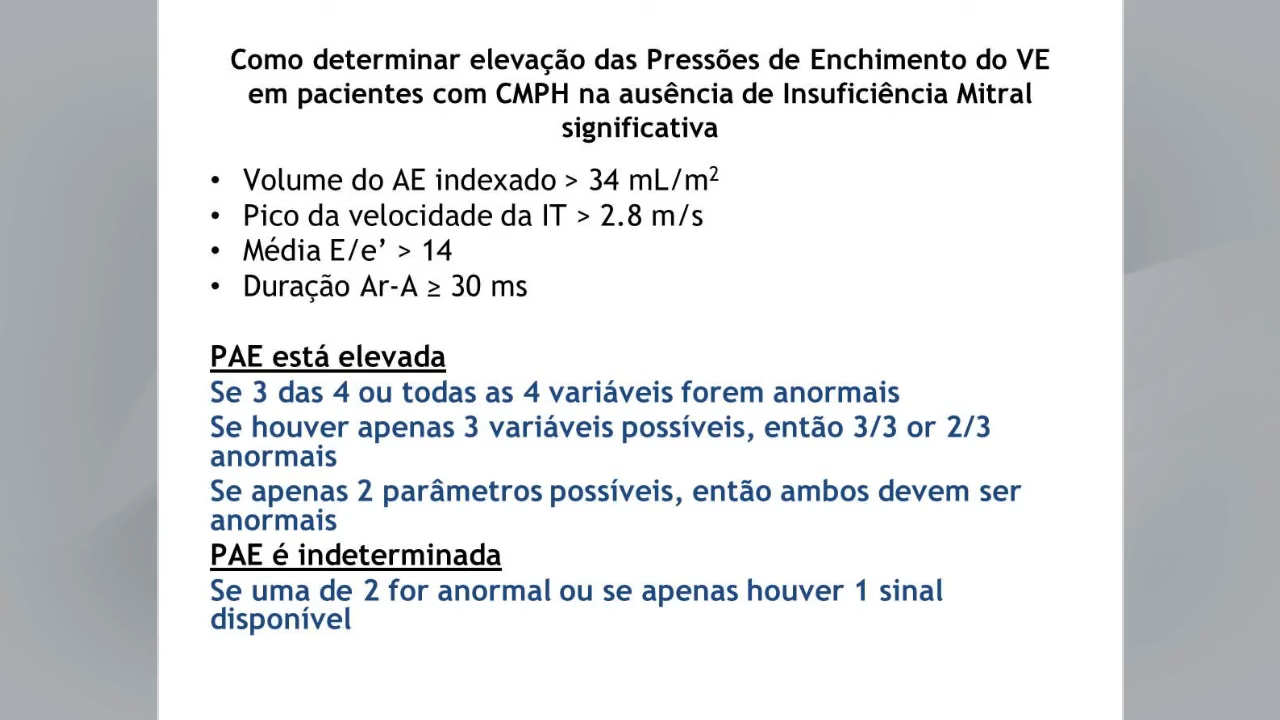 Como determinar elevação das Pressões de Enchimento do VE
em pacientes com CMPH na ausência de Insuficiência Mitral
significativa
• Volume do AE indexado > 34 mL/m²
• Pico da velocidade da IT > 2.8 m/s
• Média E/e’ > 14
• Duração Ar-A ≥ 30 ms
PAE está elevada
Se 3 das 4 ou todas as 4 variáveis forem anormais
Se houver apenas 3 variáveis possíveis, então 3/3 or 2/3
anormais
Se apenas 2 parâmetros possíveis, então ambos devem ser
anormais
PAE é indeterminada
Se uma de 2 for anormal ou se apenas houver 1 sinal
disponível